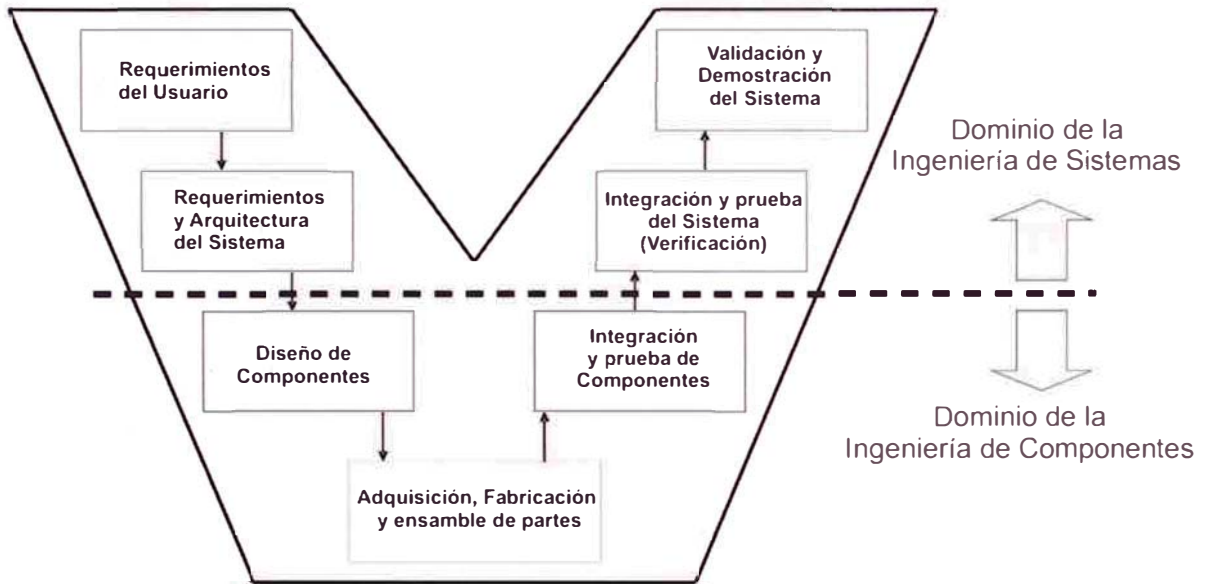 Requerimientos
del Usuario
Validación y
Demostración
del Sistema
Requerimientos
y Arquitectura
del Sistema
Integración y prueba
del Sistema
(Verificación)
Dominio de la
Ingeniería de Sistemas
Diseño de
Componentes
Integración
y prueba de
Componentes
Dominio de la
Ingeniería de Componentes
Adquisición, Fabricación
y ensamble de partes